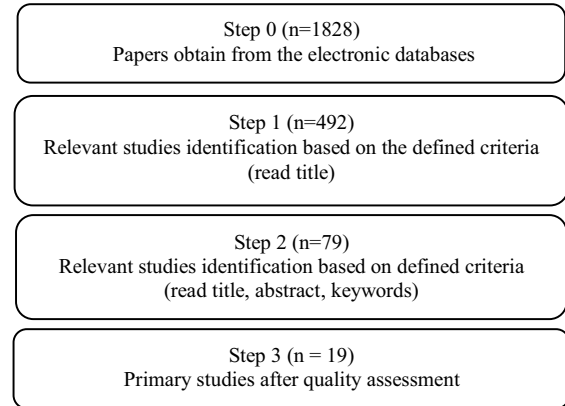 Step 0 (n=1828)
Papers obtain from the electronic databases
Step 1 (n=492)
Relevant studies identification based on the defined criteria
(read title)
Step 2 (n=79)
Relevant studies identification based on defined criteria
(read title, abstract, keywords)
Step 3 (n = 19)
Primary studies after quality assessment